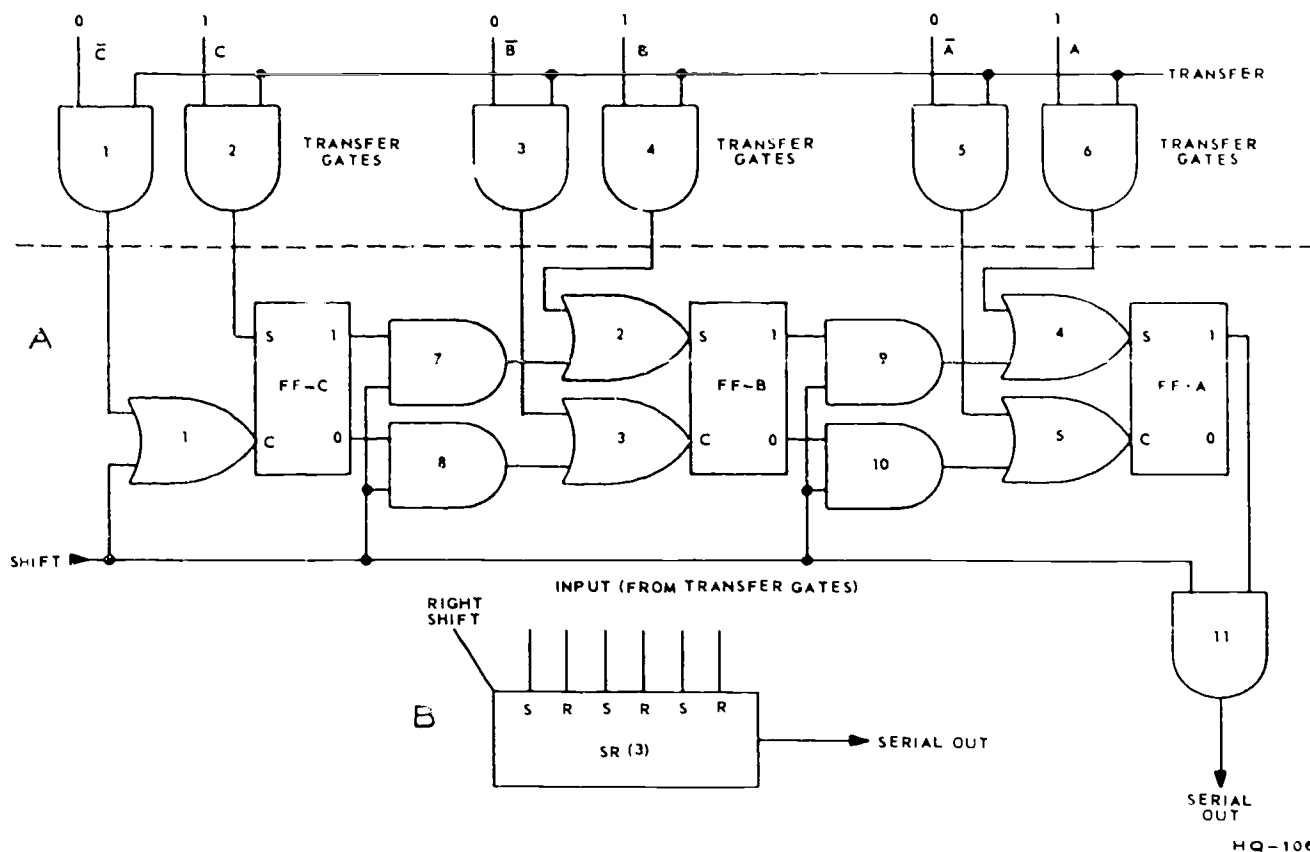 0 1 0 1 0 1
C̄ C B̄ B Ā A
TRANSFER
1 2 3 4 5 6
TRANSFER
GATES
TRANSFER
GATES
TRANSFER
GATES
A
S 1 7 2 S 1 9 4 S 1
FF-C FF-B FF-A
1 C 0 8 3 C 0 10 5 C 0
SHIFT
INPUT (FROM TRANSFER GATES)
RIGHT
SHIFT
11
B
S R S R S R
SR (3)
SERIAL OUT
SERIAL
OUT
HQ-106